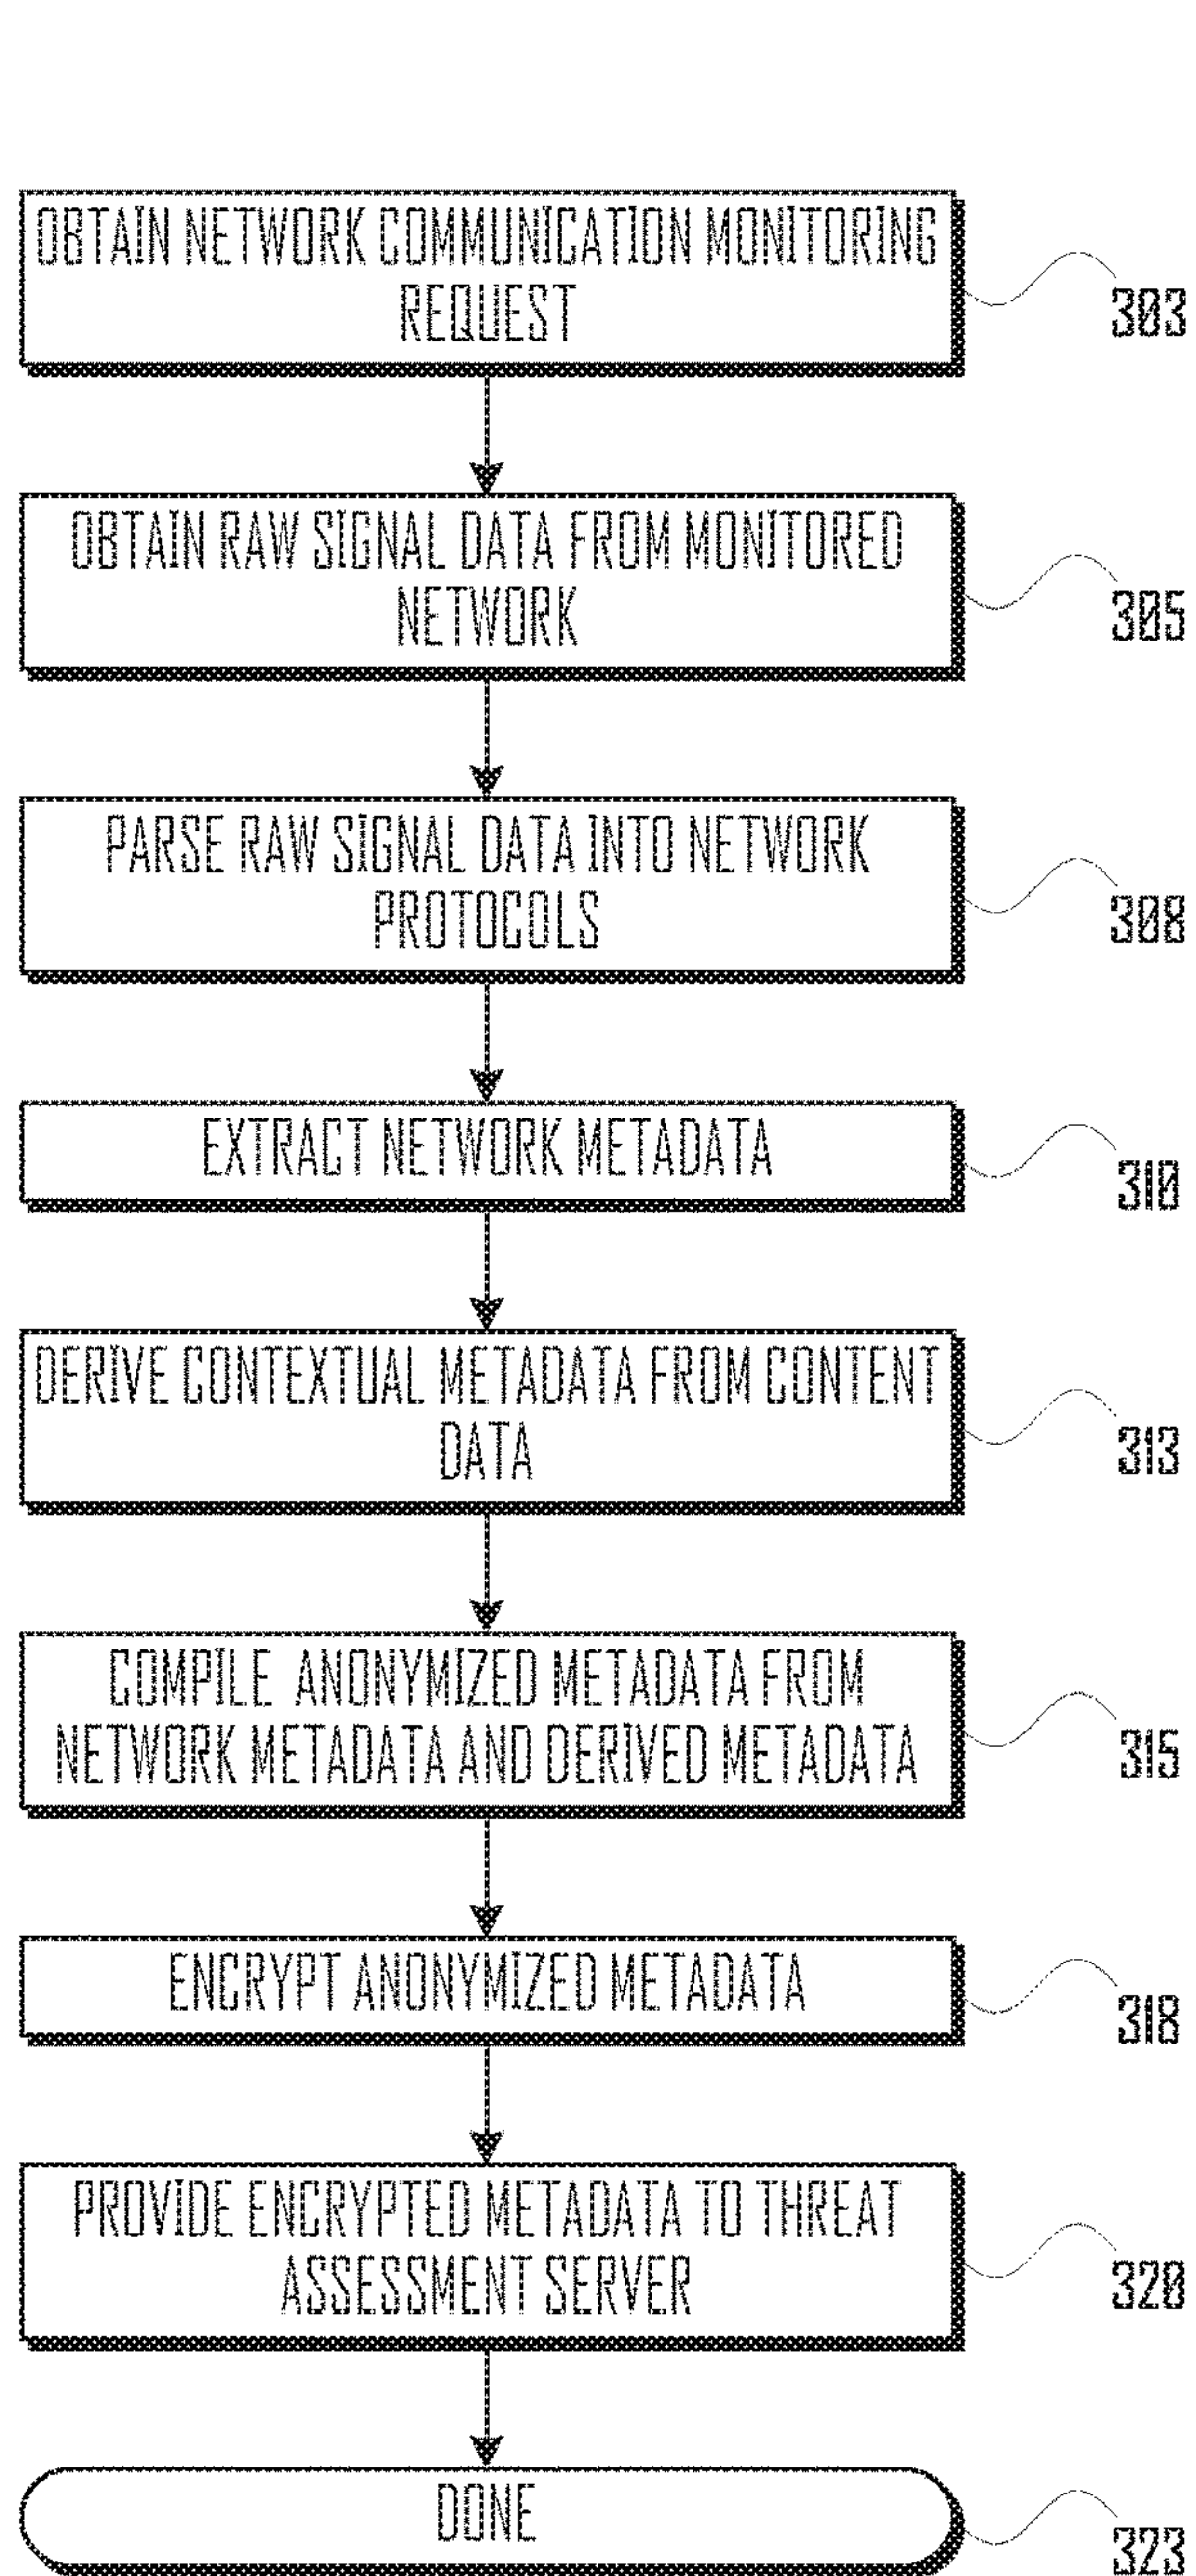 OBTAIN NETWORK COMMUNICATION MONITORING
REQUEST
303
OBTAIN RAW SIGNAL DATA FROM MONITORED
NETWORK
305
PARSE RAW SIGNAL DATA INTO NETWORK
PROTOCOLS
308
EXTRACT NETWORK METADATA
310
DERIVE CONTEXTUAL METADATA FROM CONTENT
DATA
313
COMPILE ANONYMIZED METADATA FROM
NETWORK METADATA AND DERIVED METADATA
315
ENCRYPT ANONYMIZED METADATA
318
PROVIDE ENCRYPTED METADATA TO THREAT
ASSESSMENT SERVER
320
DONE
323